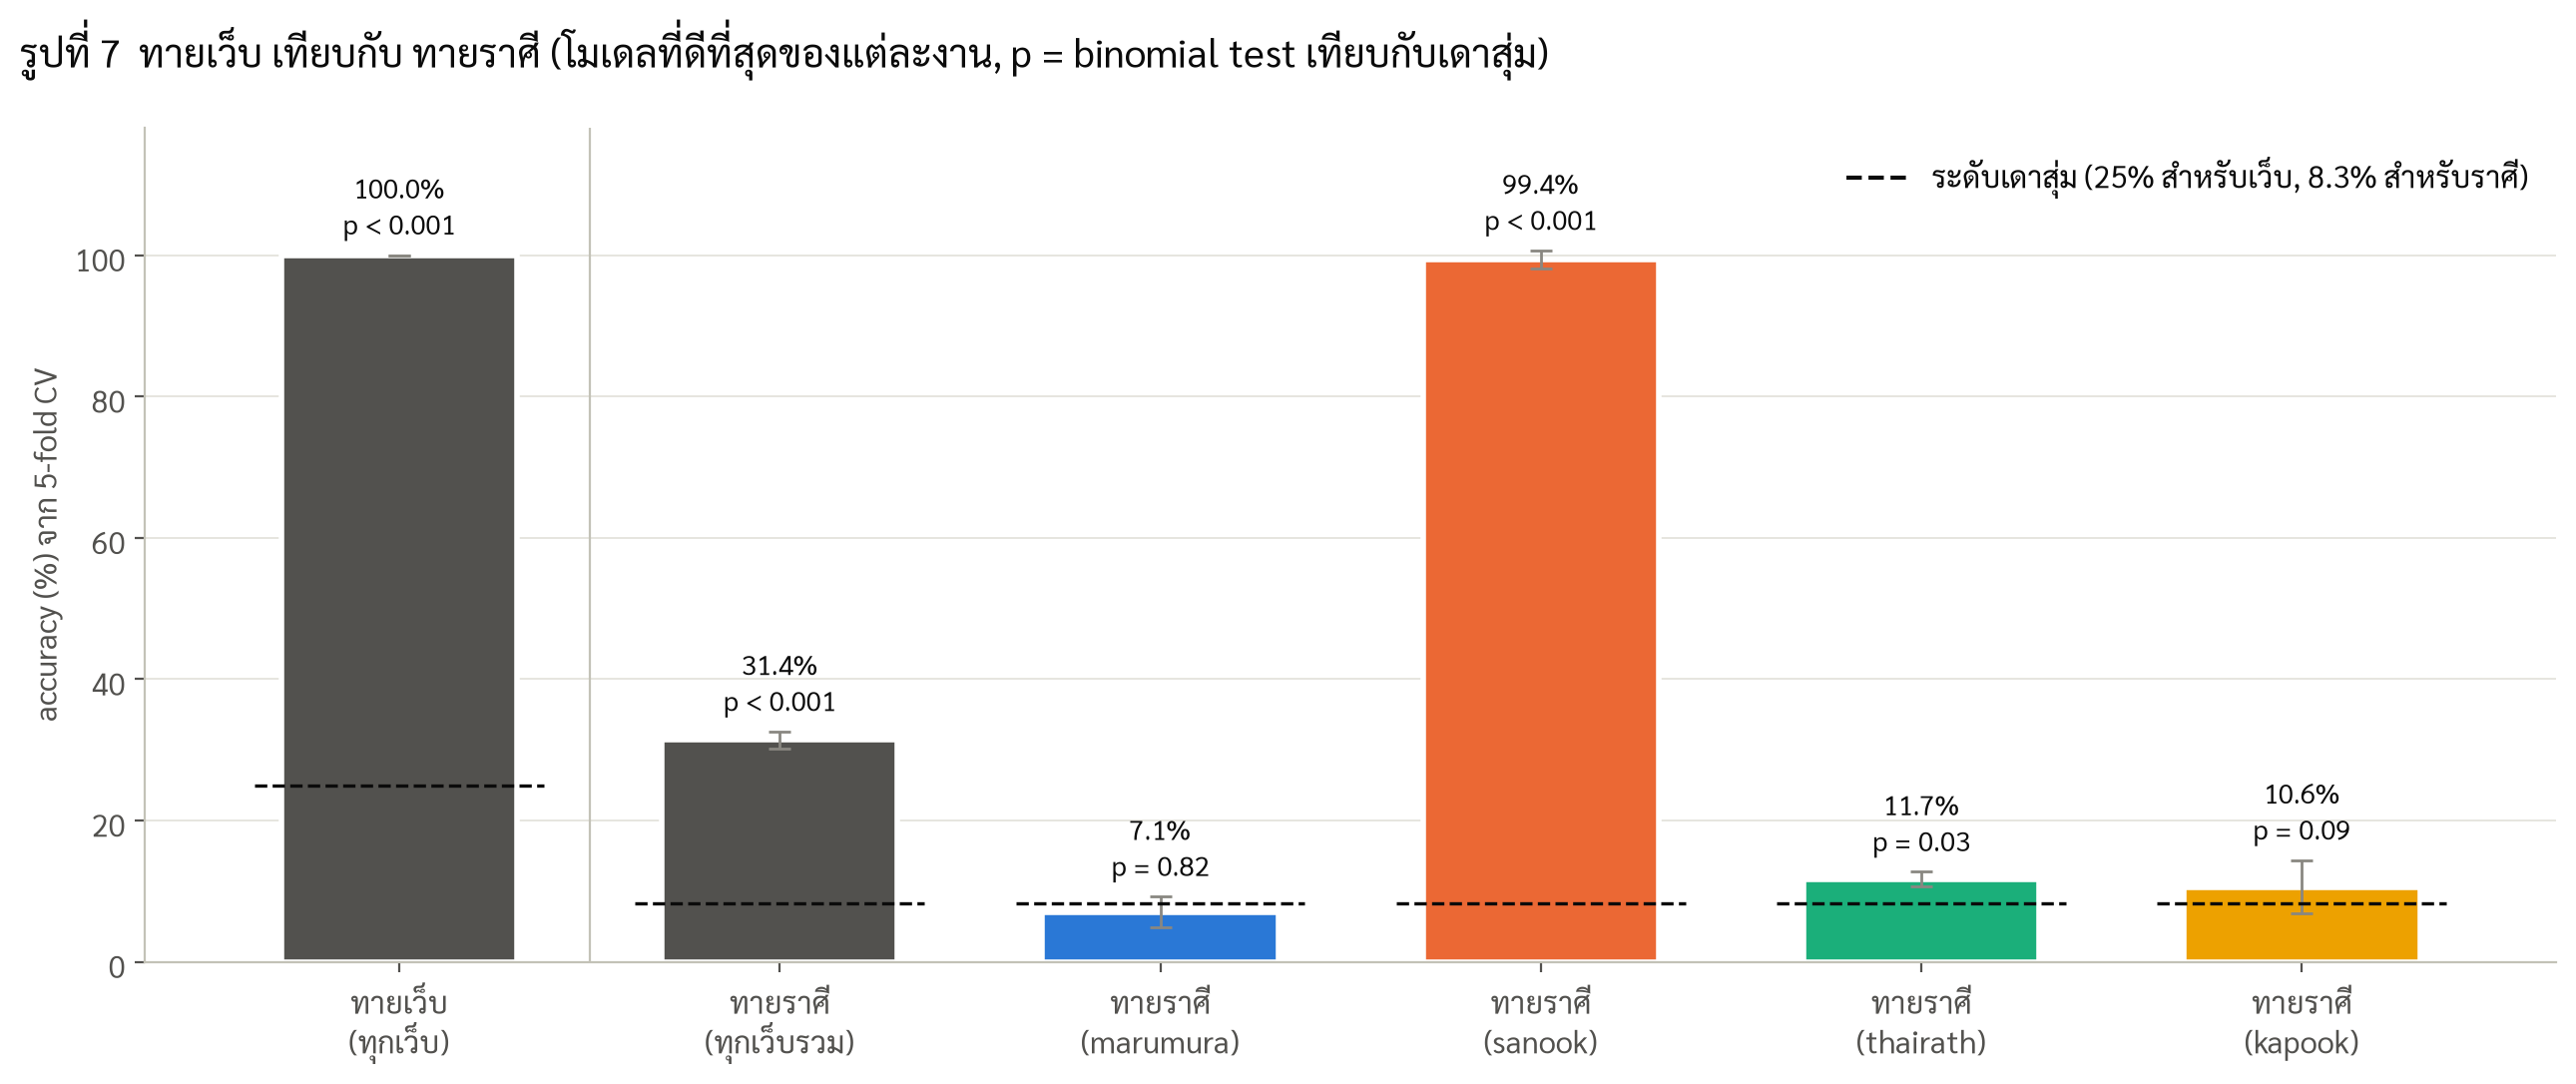 รูปที่ 7  ทายเว็บ เทียบกับ ทายราศี (โมเดลที่ดีที่สุดของแต่ละงาน, p = binomial test เทียบกับเดาสุ่ม)
ระดับเดาสุ่ม (25% สำหรับเว็บ, 8.3% สำหรับราศี)
accuracy (%) จาก 5-fold CV
100
80
60
40
20
0
100.0%
p < 0.001
31.4%
p < 0.001
7.1%
p = 0.82
99.4%
p < 0.001
11.7%
p = 0.03
10.6%
p = 0.09
ทายเว็บ
(ทุกเว็บ)
ทายราศี
(ทุกเว็บรวม)
ทายราศี
(marumura)
ทายราศี
(sanook)
ทายราศี
(thairath)
ทายราศี
(kapook)